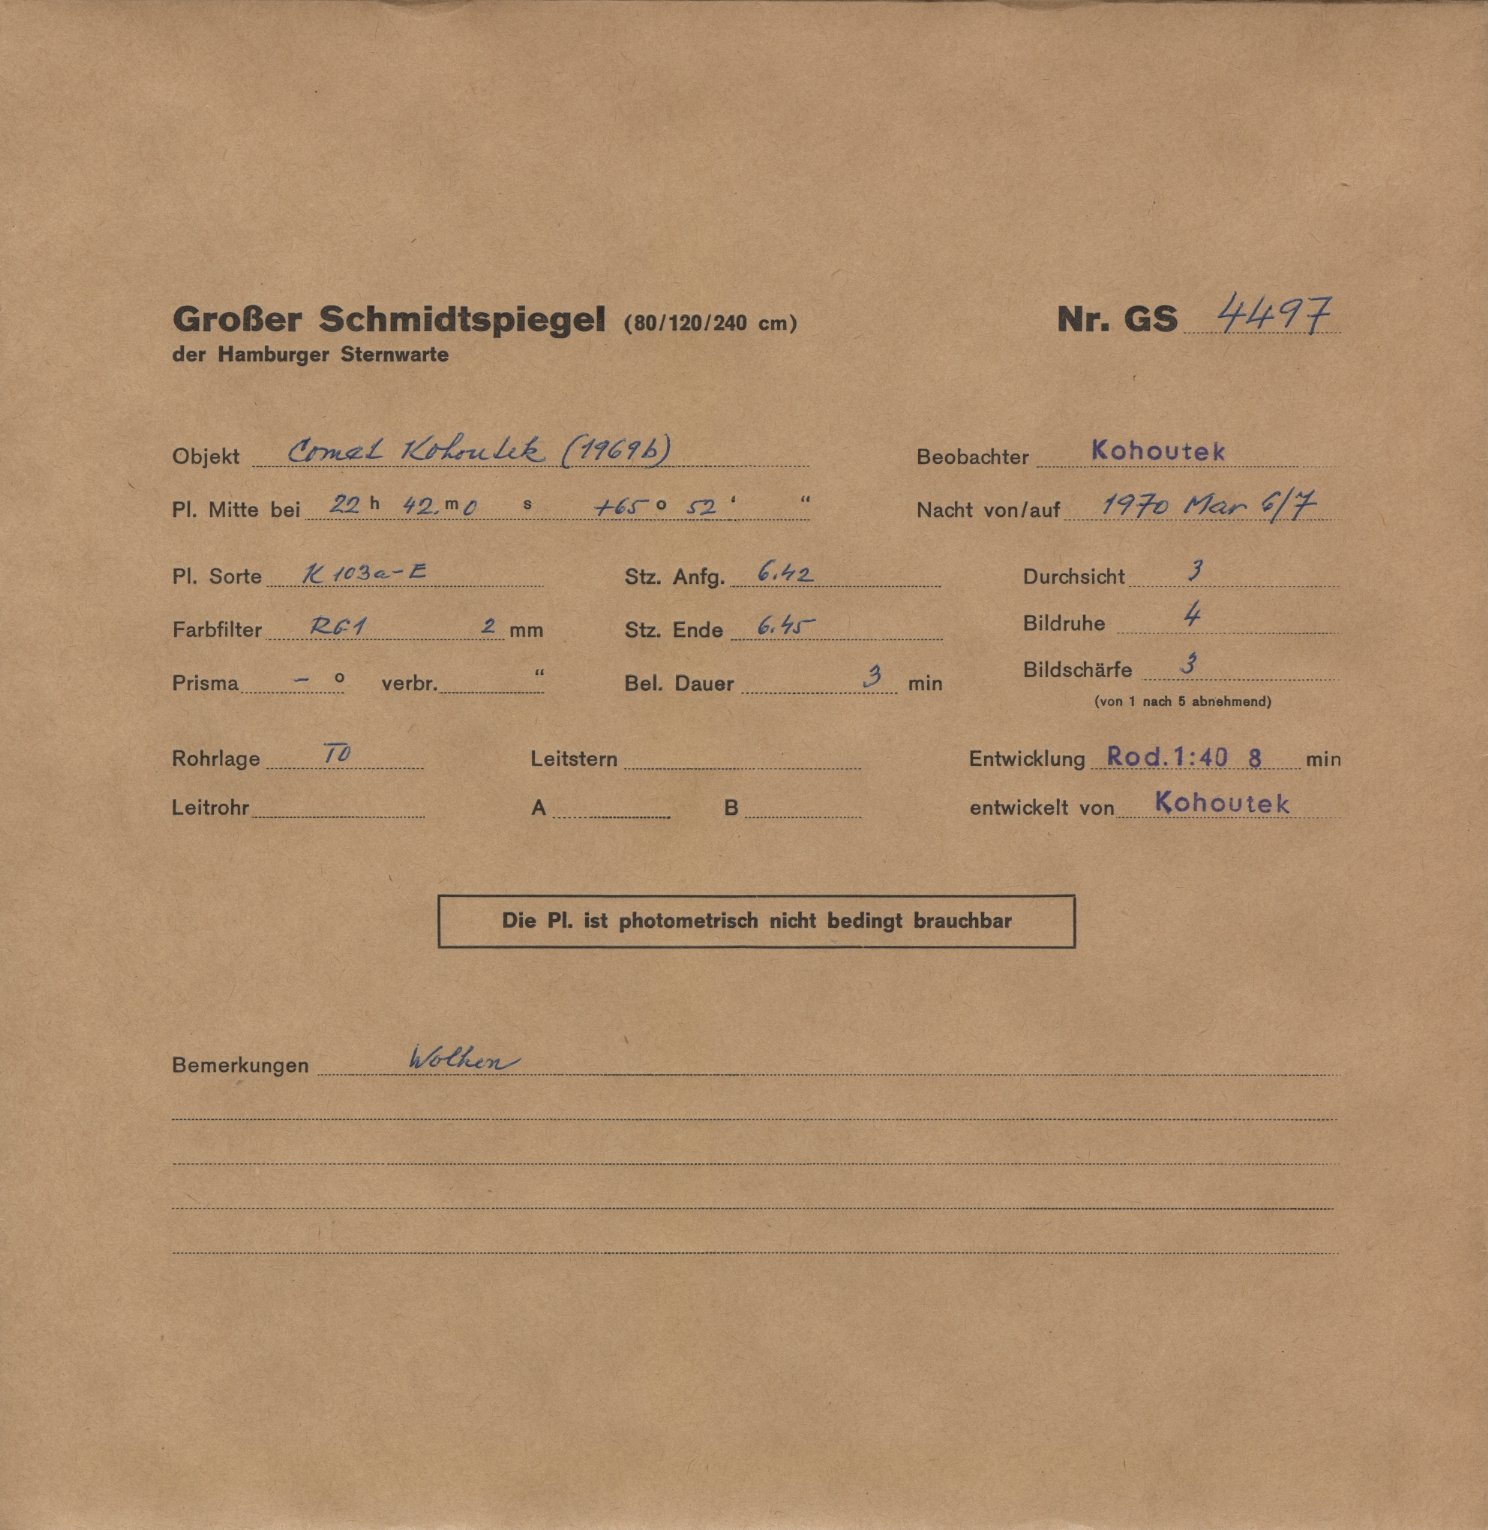 Großer Schmidtspiegel (80/120/240 cm) Nr. GS 4497
der Hamburger Sternwarte
Objekt Comet Kohoutek (1969b) Beobachter Kohoutek
Pl. Mitte bei 22 h 42. m 0 s +65 o 52 ‘ “ Nacht von/auf 1970 Mar 6/7
Pl. Sorte K 103a-E Stz. Anfg. 6.42 Durchsicht 3
Farbfilter RG1 2 mm Stz. Ende 6.45 Bildruhe 4
Prisma – o verbr. “ Bel. Dauer 3 min Bildschärfe 3
(von 1 nach 5 abnehmend)
Rohrlage TO Leitstern Entwicklung Rod. 1:40 8 min
Leitrohr A B entwickelt von Kohoutek
Die Pl. ist photometrisch nicht bedingt brauchbar
Bemerkungen Wolken